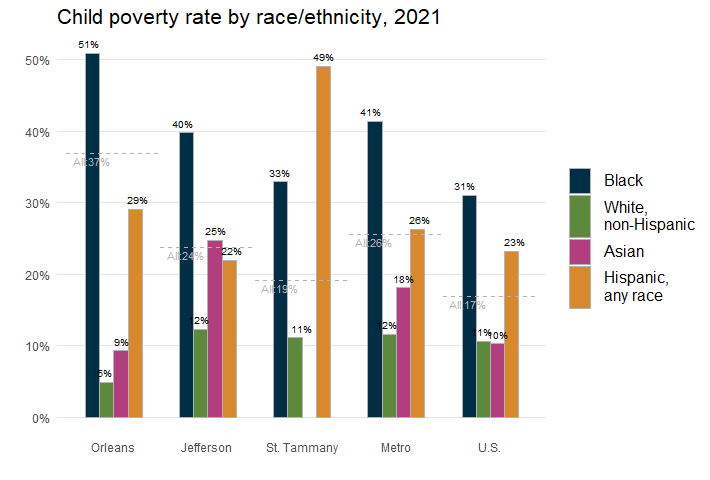 Child poverty rate by race/ethnicity, 2021
50%
40%
30%
20%
10%
0%
51%
5%
9%
29%
All:37%
40%
12%
25%
22%
All:24%
33%
11%
49%
All:19%
41%
12%
18%
26%
All:26%
31%
11%
10%
23%
All:17%
Orleans
Jefferson
St. Tammany
Metro
U.S.
Black
White,
non-Hispanic
Asian
Hispanic,
any race